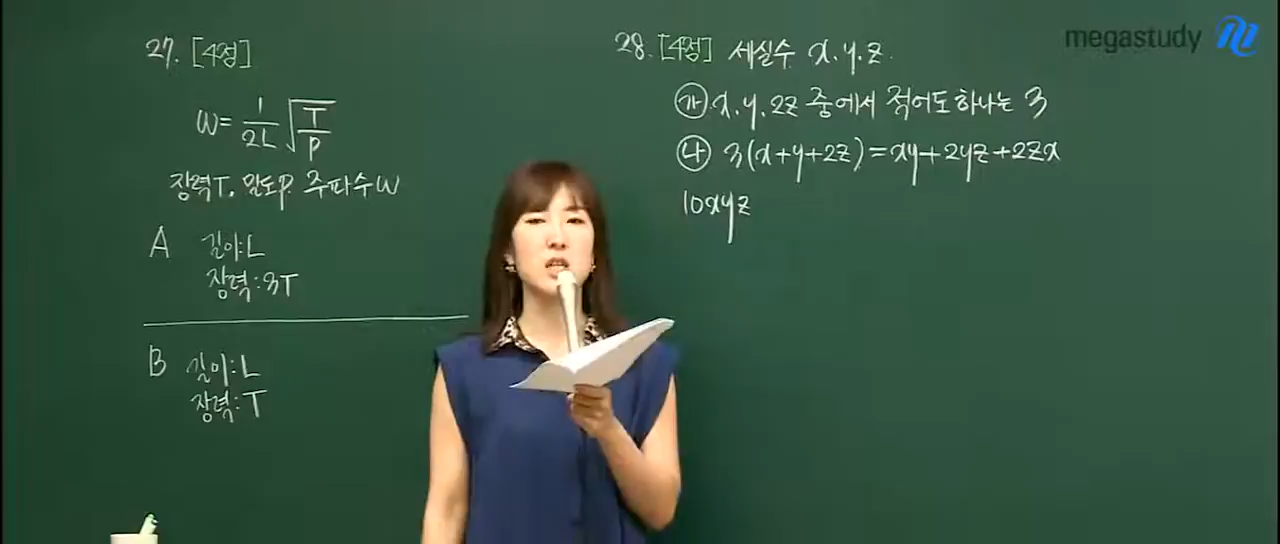 megastudy
27. [4점]
ω = 1/2L √T/P
장력T, 밀도P 주파수 ω
A 길이:L
장력:3T
B 길이:L
장력:T
28. [4점] 세실수 x.y.z.
㉮ x.y.2z 중에서 적어도 하나는 3
㉯ 3(x+y+2z)=xy+2yz+2zx
10xyz